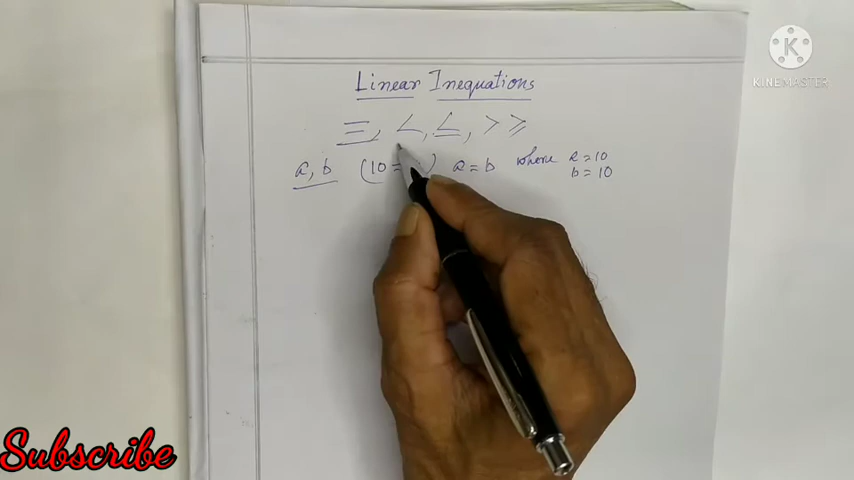 Linear Inequations
=, <, ≤, > ≥
a, b (10 = ) a = b where a = 10
b = 10
KINEMASTER
Subscribe